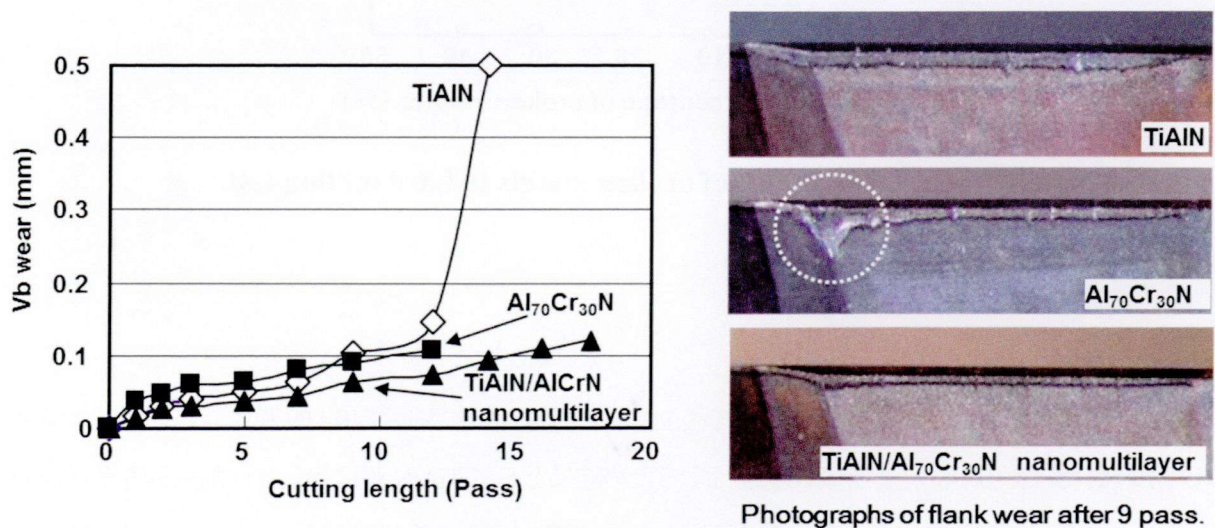 0.5
0.4
0.3
0.2
0.1
0
Vb wear (mm)
0
5
10
15
20
Cutting length (Pass)
TiAlN
Al₇₀Cr₃₀N
TiAlN/AlCrN
nanomultilayer
TiAlN
Al₇₀Cr₃₀N
TiAlN/Al₇₀Cr₃₀N nanomultilayer
Photographs of flank wear after 9 pass.